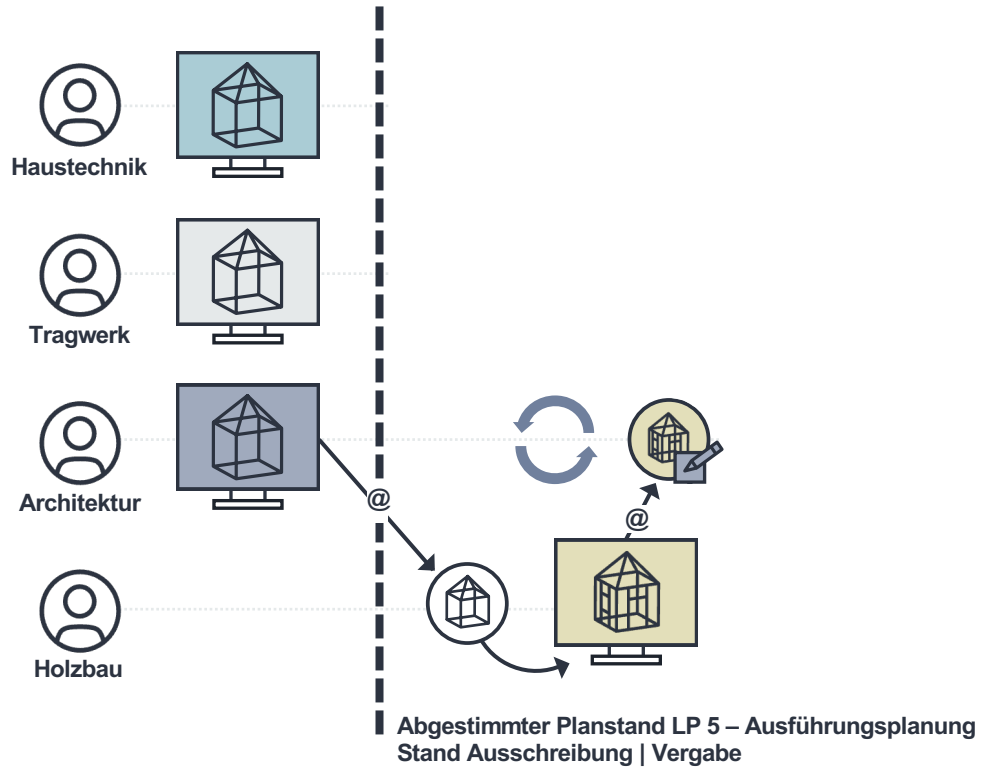 Haustechnik
Tragwerk
Architektur
@
@
Holzbau
Abgestimmter Planstand LP 5 – Ausführungsplanung
Stand Ausschreibung | Vergabe